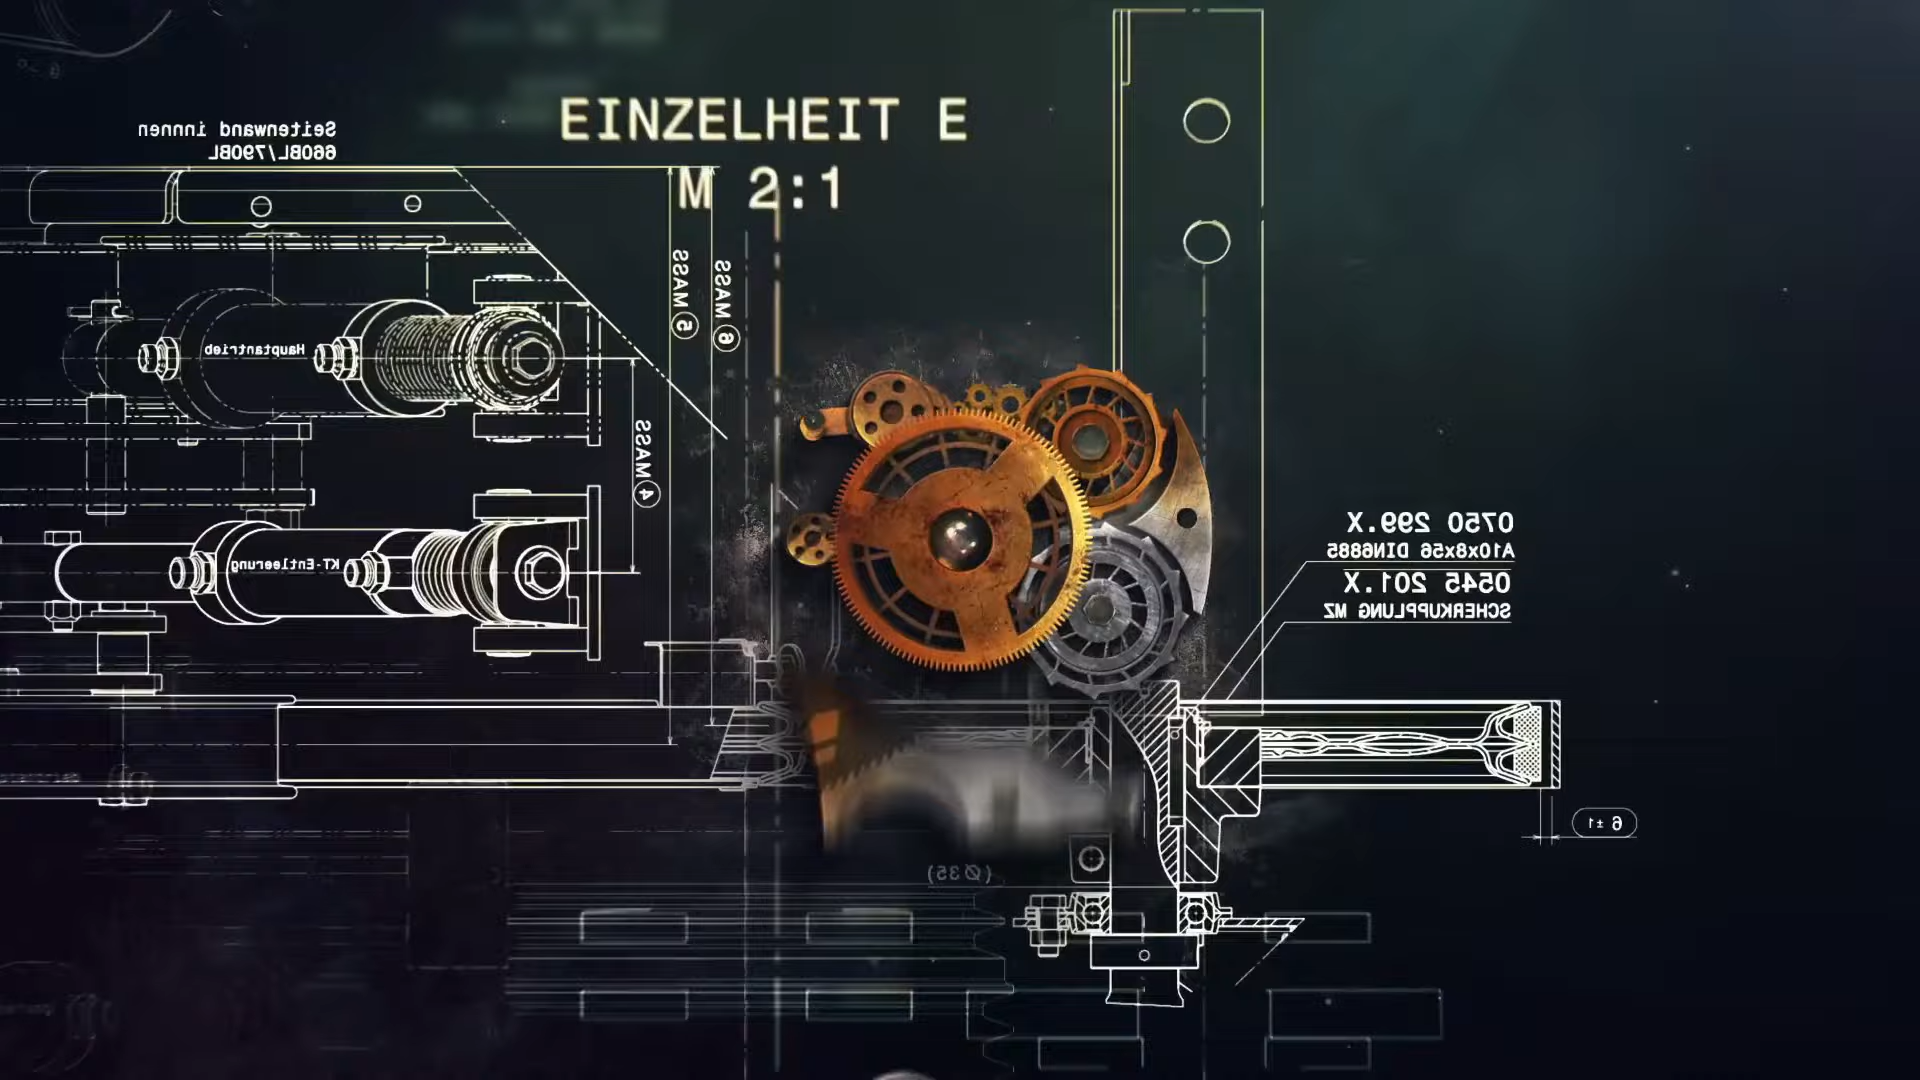 EINZELHEIT E
M 2:1
Seitenwand innnen
660BL/790BL
MASS 5
MASS 6
Hauptantrieb
MASS 4
KT-Entleerung
0750 299.X
A10x8x56 DIN6885
0545 201.X
SCHERKUPPLUNG MZ
6 ±1
(Ø35)